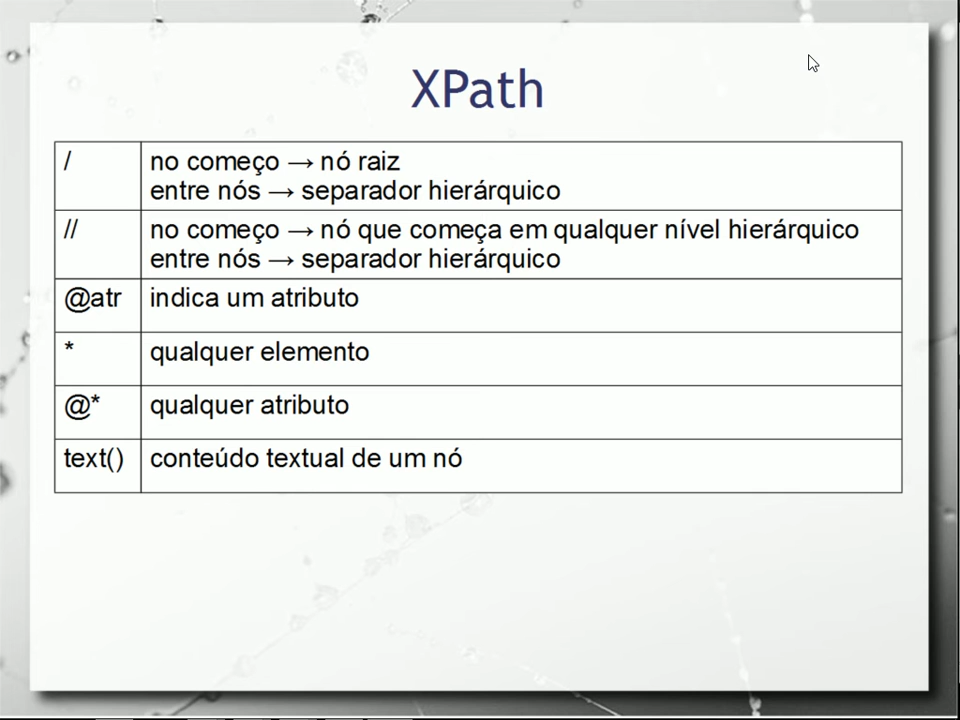 XPath
/
no começo → nó raiz
entre nós → separador hierárquico
//
no começo → nó que começa em qualquer nível hierárquico
entre nós → separador hierárquico
@atr indica um atributo
* qualquer elemento
@* qualquer atributo
text() conteúdo textual de um nó